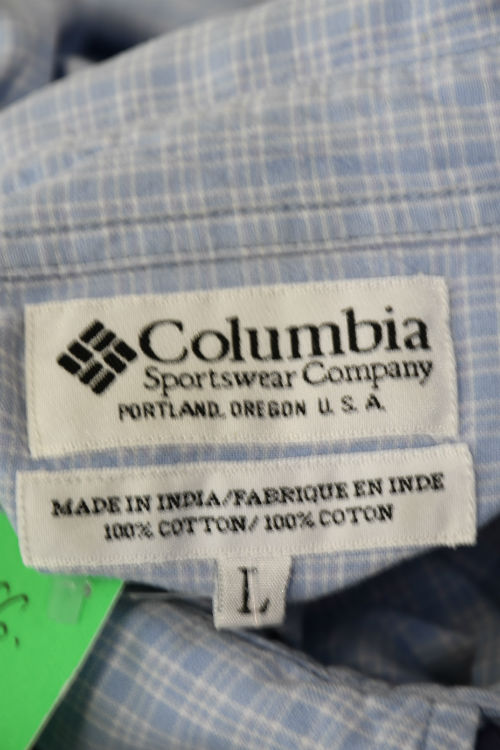 Columbia
Sportswear Company
PORTLAND, OREGON U. S. A.
MADE IN INDIA/FABRIQUE EN INDE
100% COTTON/ 100% COTON
L